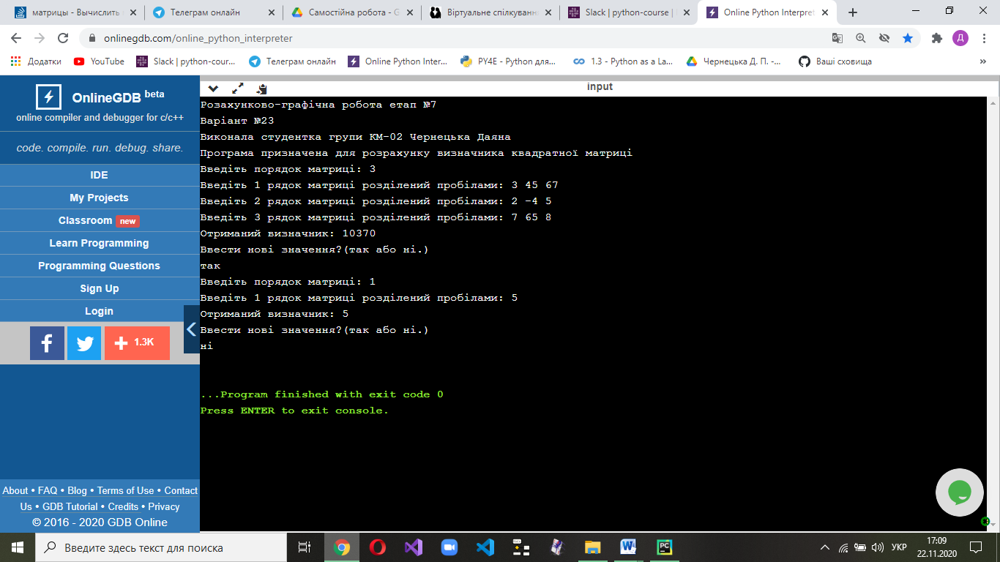 матрицы - Вычислить
Телеграм онлайн
Самостійна робота - G
Віртуальне спілкуванн
Slack | python-course |
Online Python Interpret
onlinegdb.com/online_python_interpreter
Д
Додатки
YouTube
Slack | python-cour...
Телеграм онлайн
Online Python Inter...
PY4E - Python для...
1.3 - Python as a La...
Чернецька Д. П. -...
Ваші сховища
»
OnlineGDB beta
online compiler and debugger for c/c++
code. compile. run. debug. share.
IDE
My Projects
Classroom new
Learn Programming
Programming Questions
Sign Up
Login
1.3K
About • FAQ • Blog • Terms of Use • Contact
Us • GDB Tutorial • Credits • Privacy
© 2016 - 2020 GDB Online
input
Розахунково-графічна робота етап №7
Варіант №23
Виконала студентка групи КМ-02 Чернецька Даяна
Програма призначена для розрахунку визначника квадратної матриці
Введіть порядок матриці: 3
Введіть 1 рядок матриці розділений пробілами: 3 45 67
Введіть 2 рядок матриці розділений пробілами: 2 -4 5
Введіть 3 рядок матриці розділений пробілами: 7 65 8
Отриманий визначник: 10370
Ввести нові значення?(так або ні.)
так
Введіть порядок матриці: 1
Введіть 1 рядок матриці розділений пробілами: 5
Отриманий визначник: 5
Ввести нові значення?(так або ні.)
ні
...Program finished with exit code 0
Press ENTER to exit console.
Введите здесь текст для поиска
УКР
17:09
22.11.2020